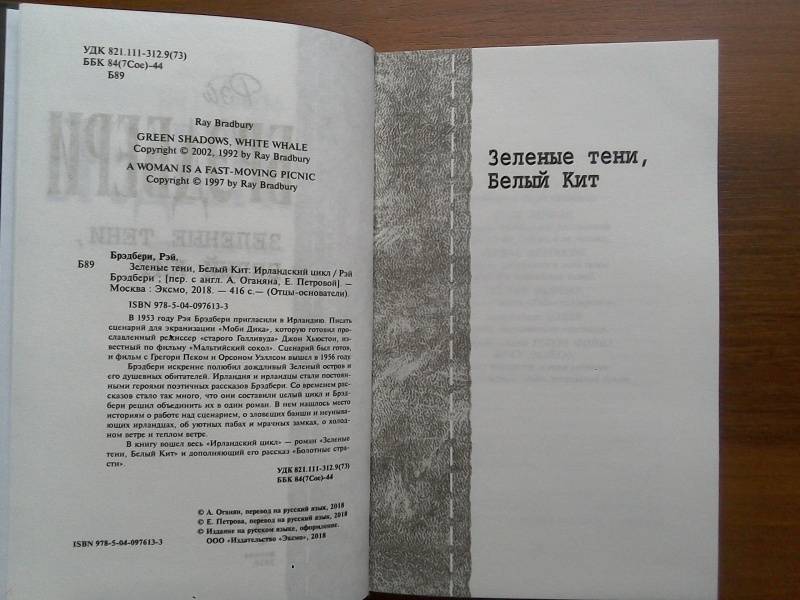 УДК 821.111-312.9(73)
ББК 84(7Сое)-44
Б89
Ray Bradbury
GREEN SHADOWS, WHITE WHALE
Copyright © 2002, 1992 by Ray Bradbury
A WOMAN IS A FAST-MOVING PICNIC
Copyright © 1997 by Ray Bradbury
Брэдбери, Рэй.
Б89 Зеленые тени, Белый Кит: Ирландский цикл / Рэй
Брэдбери ; [пер. с англ. А. Оганяна, Е. Петровой]. —
Москва : Эксмо, 2018. — 416 с.— (Отцы-основатели).
ISBN 978-5-04-097613-3
В 1953 году Рэя Брэдбери пригласили в Ирландию. Писать
сценарий для экранизации «Моби Дика», которую готовил про-
славленный режиссер «старого Голливуда» Джон Хьюстон, из-
вестный по фильму «Мальтийский сокол». Сценарий был готов,
и фильм с Грегори Пеком и Орсоном Уэллсом вышел в 1956 году
Брэдбери искренне полюбил дождливый Зеленый остров и
его душевных обитателей. Ирландия и ирландцы стали постоян-
ными героями поэтичных рассказов Брэдбери. Со временем рас-
сказов стало так много, что они составили целый цикл и Брэд-
бери решил объединить их в один роман. В нем нашлось место
историям о работе над сценарием, о зловещих банши и неуныва-
ющих ирландцах, об уютных пабах и мрачных замках, о холод-
ном ветре и теплом ветре.
В книгу вошел весь «Ирландский цикл» — роман «Зеленые
тени, Белый Кит» и дополняющий его рассказ «Болотные стра-
сти».
УДК 821.111-312.9(73)
ББК 84(7Сое)-44
© А. Оганян, перевод на русский язык, 2018
© Е. Петрова, перевод на русский язык, 2018
© Издание на русском языке, оформление.
ООО «Издательство «Эксмо», 2018
ISBN 978-5-04-097613-3
Зеленые тени,
Белый Кит